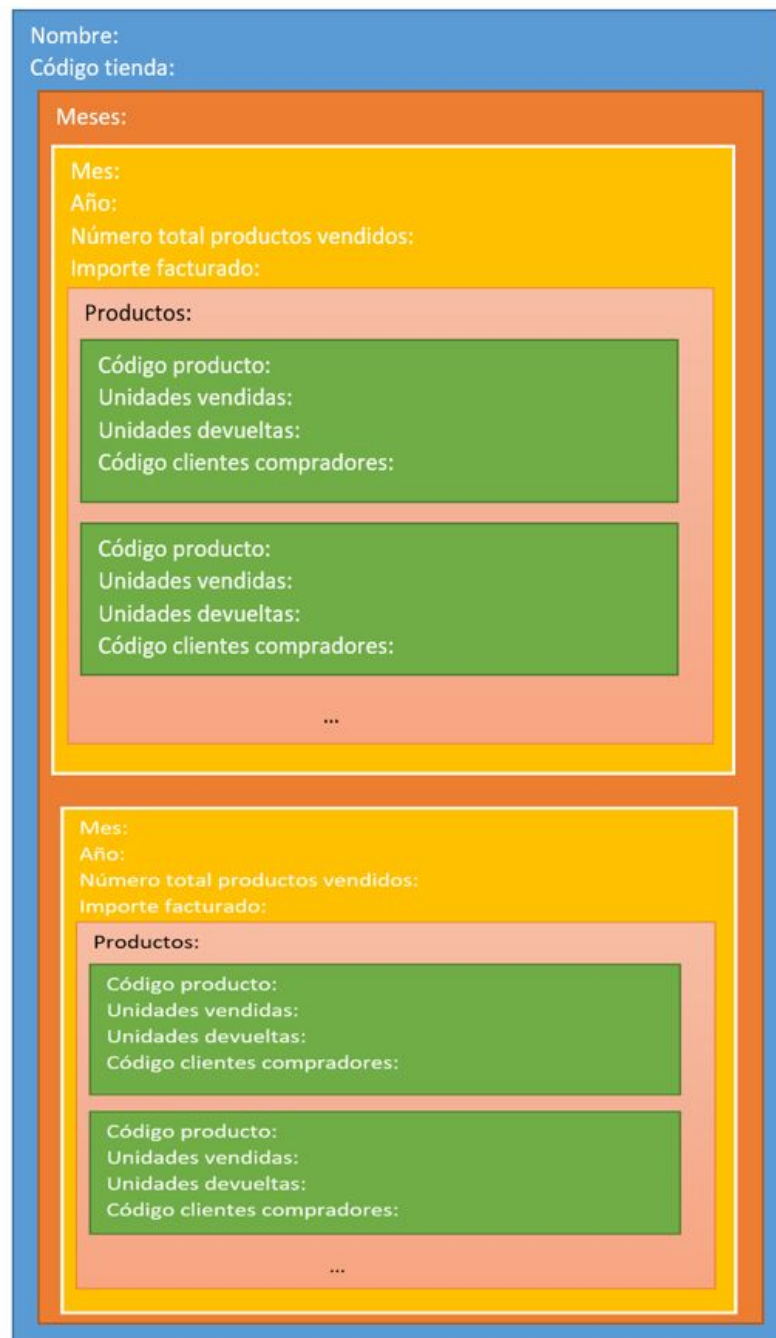 Nombre:
Código tienda:
Meses:
Mes:
Año:
Número total productos vendidos:
Importe facturado:
Productos:
Código producto:
Unidades vendidas:
Unidades devueltas:
Código clientes compradores:
Código producto:
Unidades vendidas:
Unidades devueltas:
Código clientes compradores:
...
Mes:
Año:
Número total productos vendidos:
Importe facturado:
Productos:
Código producto:
Unidades vendidas:
Unidades devueltas:
Código clientes compradores:
Código producto:
Unidades vendidas:
Unidades devueltas:
Código clientes compradores:
...